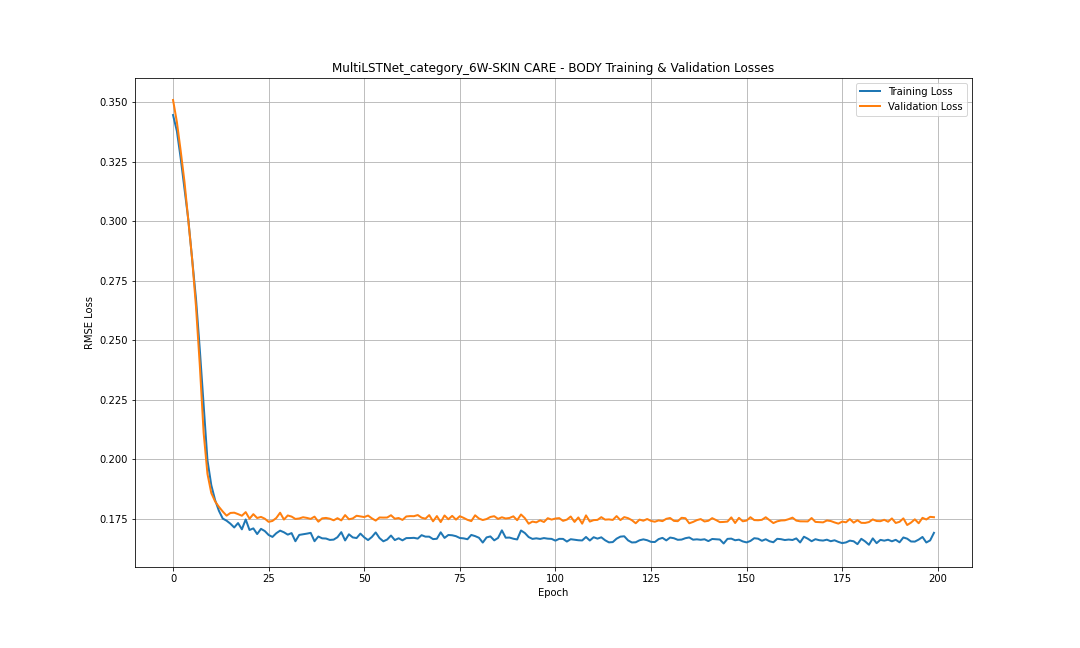 MultiLSTNet_category_6W-SKIN CARE - BODY Training & Validation Losses
Training Loss
Validation Loss
0.350
0.325
0.300
0.275
0.250
0.225
0.200
0.175
RMSE Loss
0 25 50 75 100 125 150 175 200
Epoch